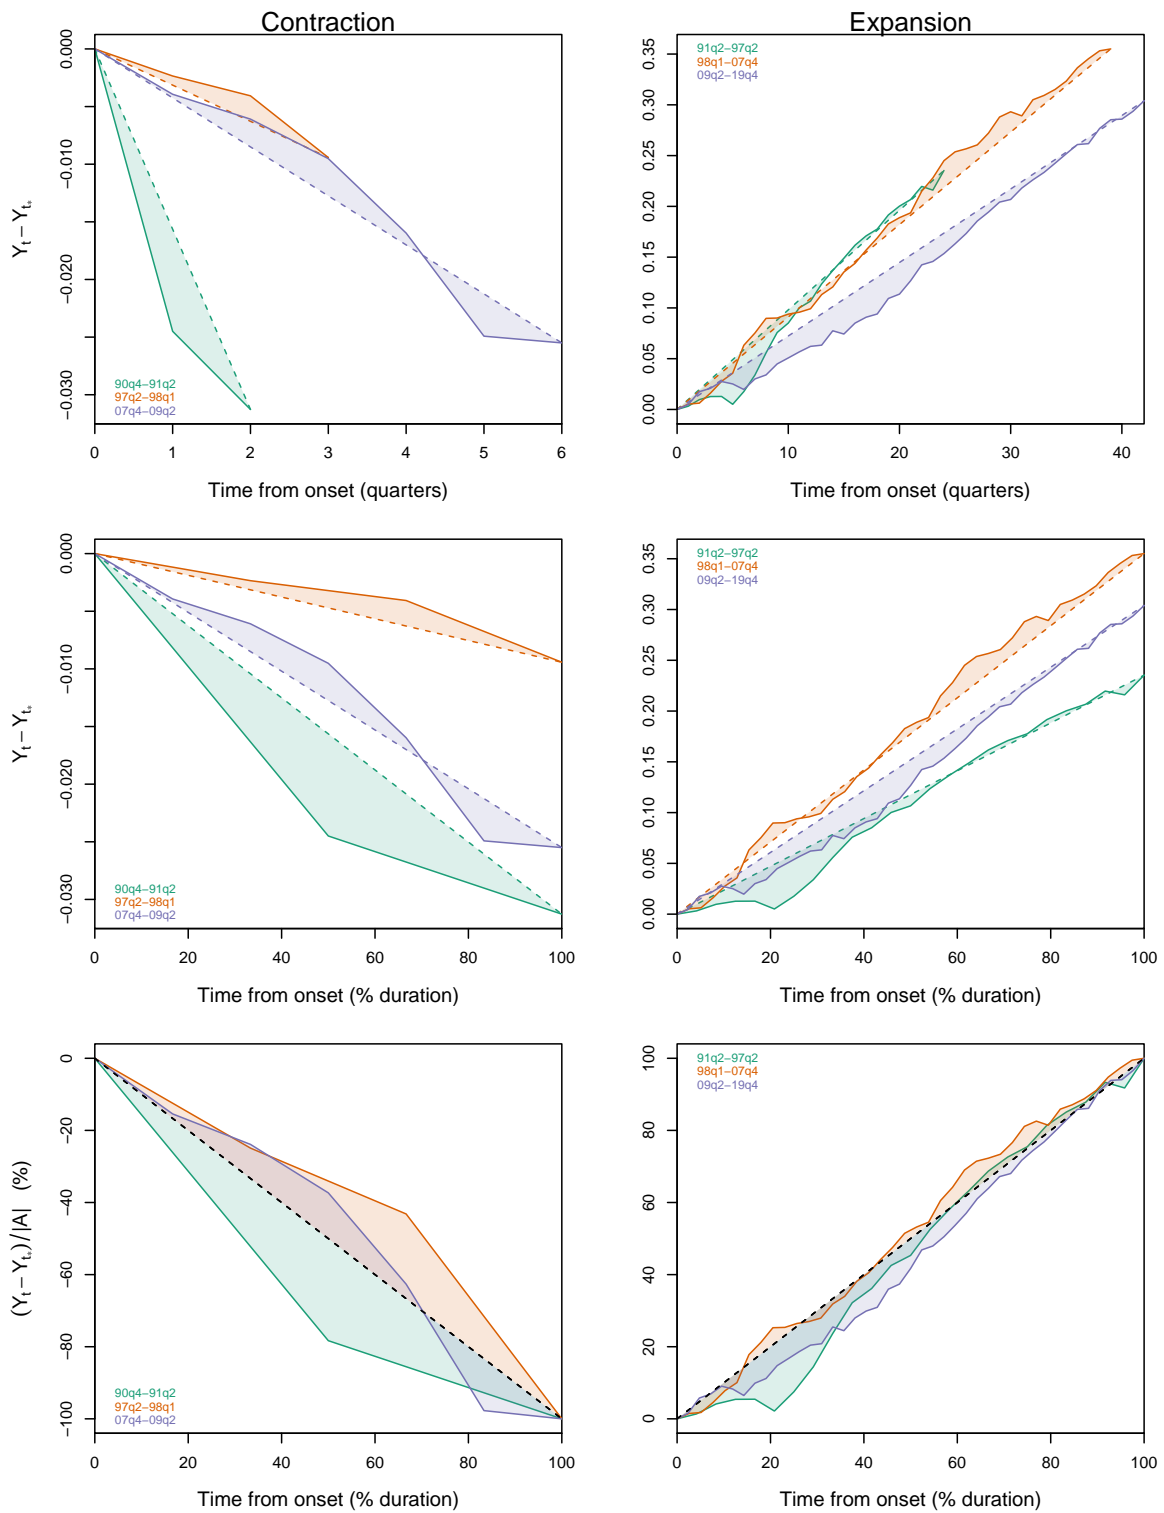 Contraction
Expansion
Y_t − Y_{t*}
0.000
−0.010
−0.020
−0.030
90q4−91q2
97q2−98q1
07q4−09q2
0 1 2 3 4 5 6
Time from onset (quarters)
91q2−97q2
98q1−07q4
09q2−19q4
0.35
0.30
0.25
0.20
0.15
0.10
0.05
0.00
0 10 20 30 40
Time from onset (quarters)
Y_t − Y_{t*}
0.000
−0.010
−0.020
−0.030
90q4−91q2
97q2−98q1
07q4−09q2
0 20 40 60 80 100
Time from onset (% duration)
91q2−97q2
98q1−07q4
09q2−19q4
0.35
0.30
0.25
0.20
0.15
0.10
0.05
0.00
0 20 40 60 80 100
Time from onset (% duration)
(Y_t − Y_{t*})/|A| (%)
0
−20
−40
−60
−80
−100
90q4−91q2
97q2−98q1
07q4−09q2
0 20 40 60 80 100
Time from onset (% duration)
91q2−97q2
98q1−07q4
09q2−19q4
100
80
60
40
20
0
0 20 40 60 80 100
Time from onset (% duration)